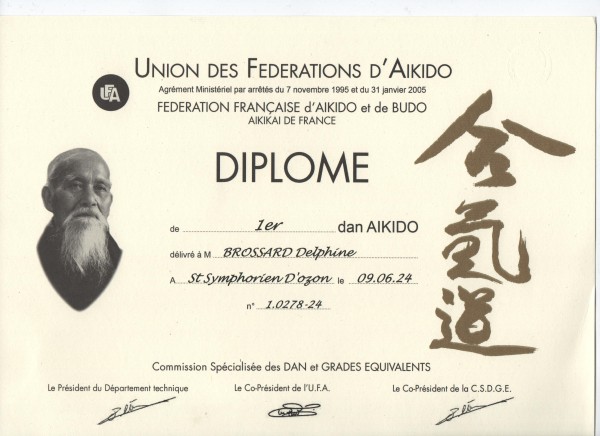 UFA
UNION DES FEDERATIONS D'AIKIDO
Agrément Ministériel par arrêtés du 7 novembre 1995 et du 31 janvier 2005
FEDERATION FRANÇAISE d'AIKIDO et de BUDO
AIKIKAI DE FRANCE
DIPLOME
de 1er dan AIKIDO
délivré à M BROSSARD Delphine
A St Symphorien D'ozon le 09.06.24
n° 1.0278-24
合氣道
Commission Spécialisée des DAN et GRADES EQUIVALENTS
Le Président du Département technique Le Co-Président de l'U.F.A. Le Co-Président de la C.S.D.G.E.